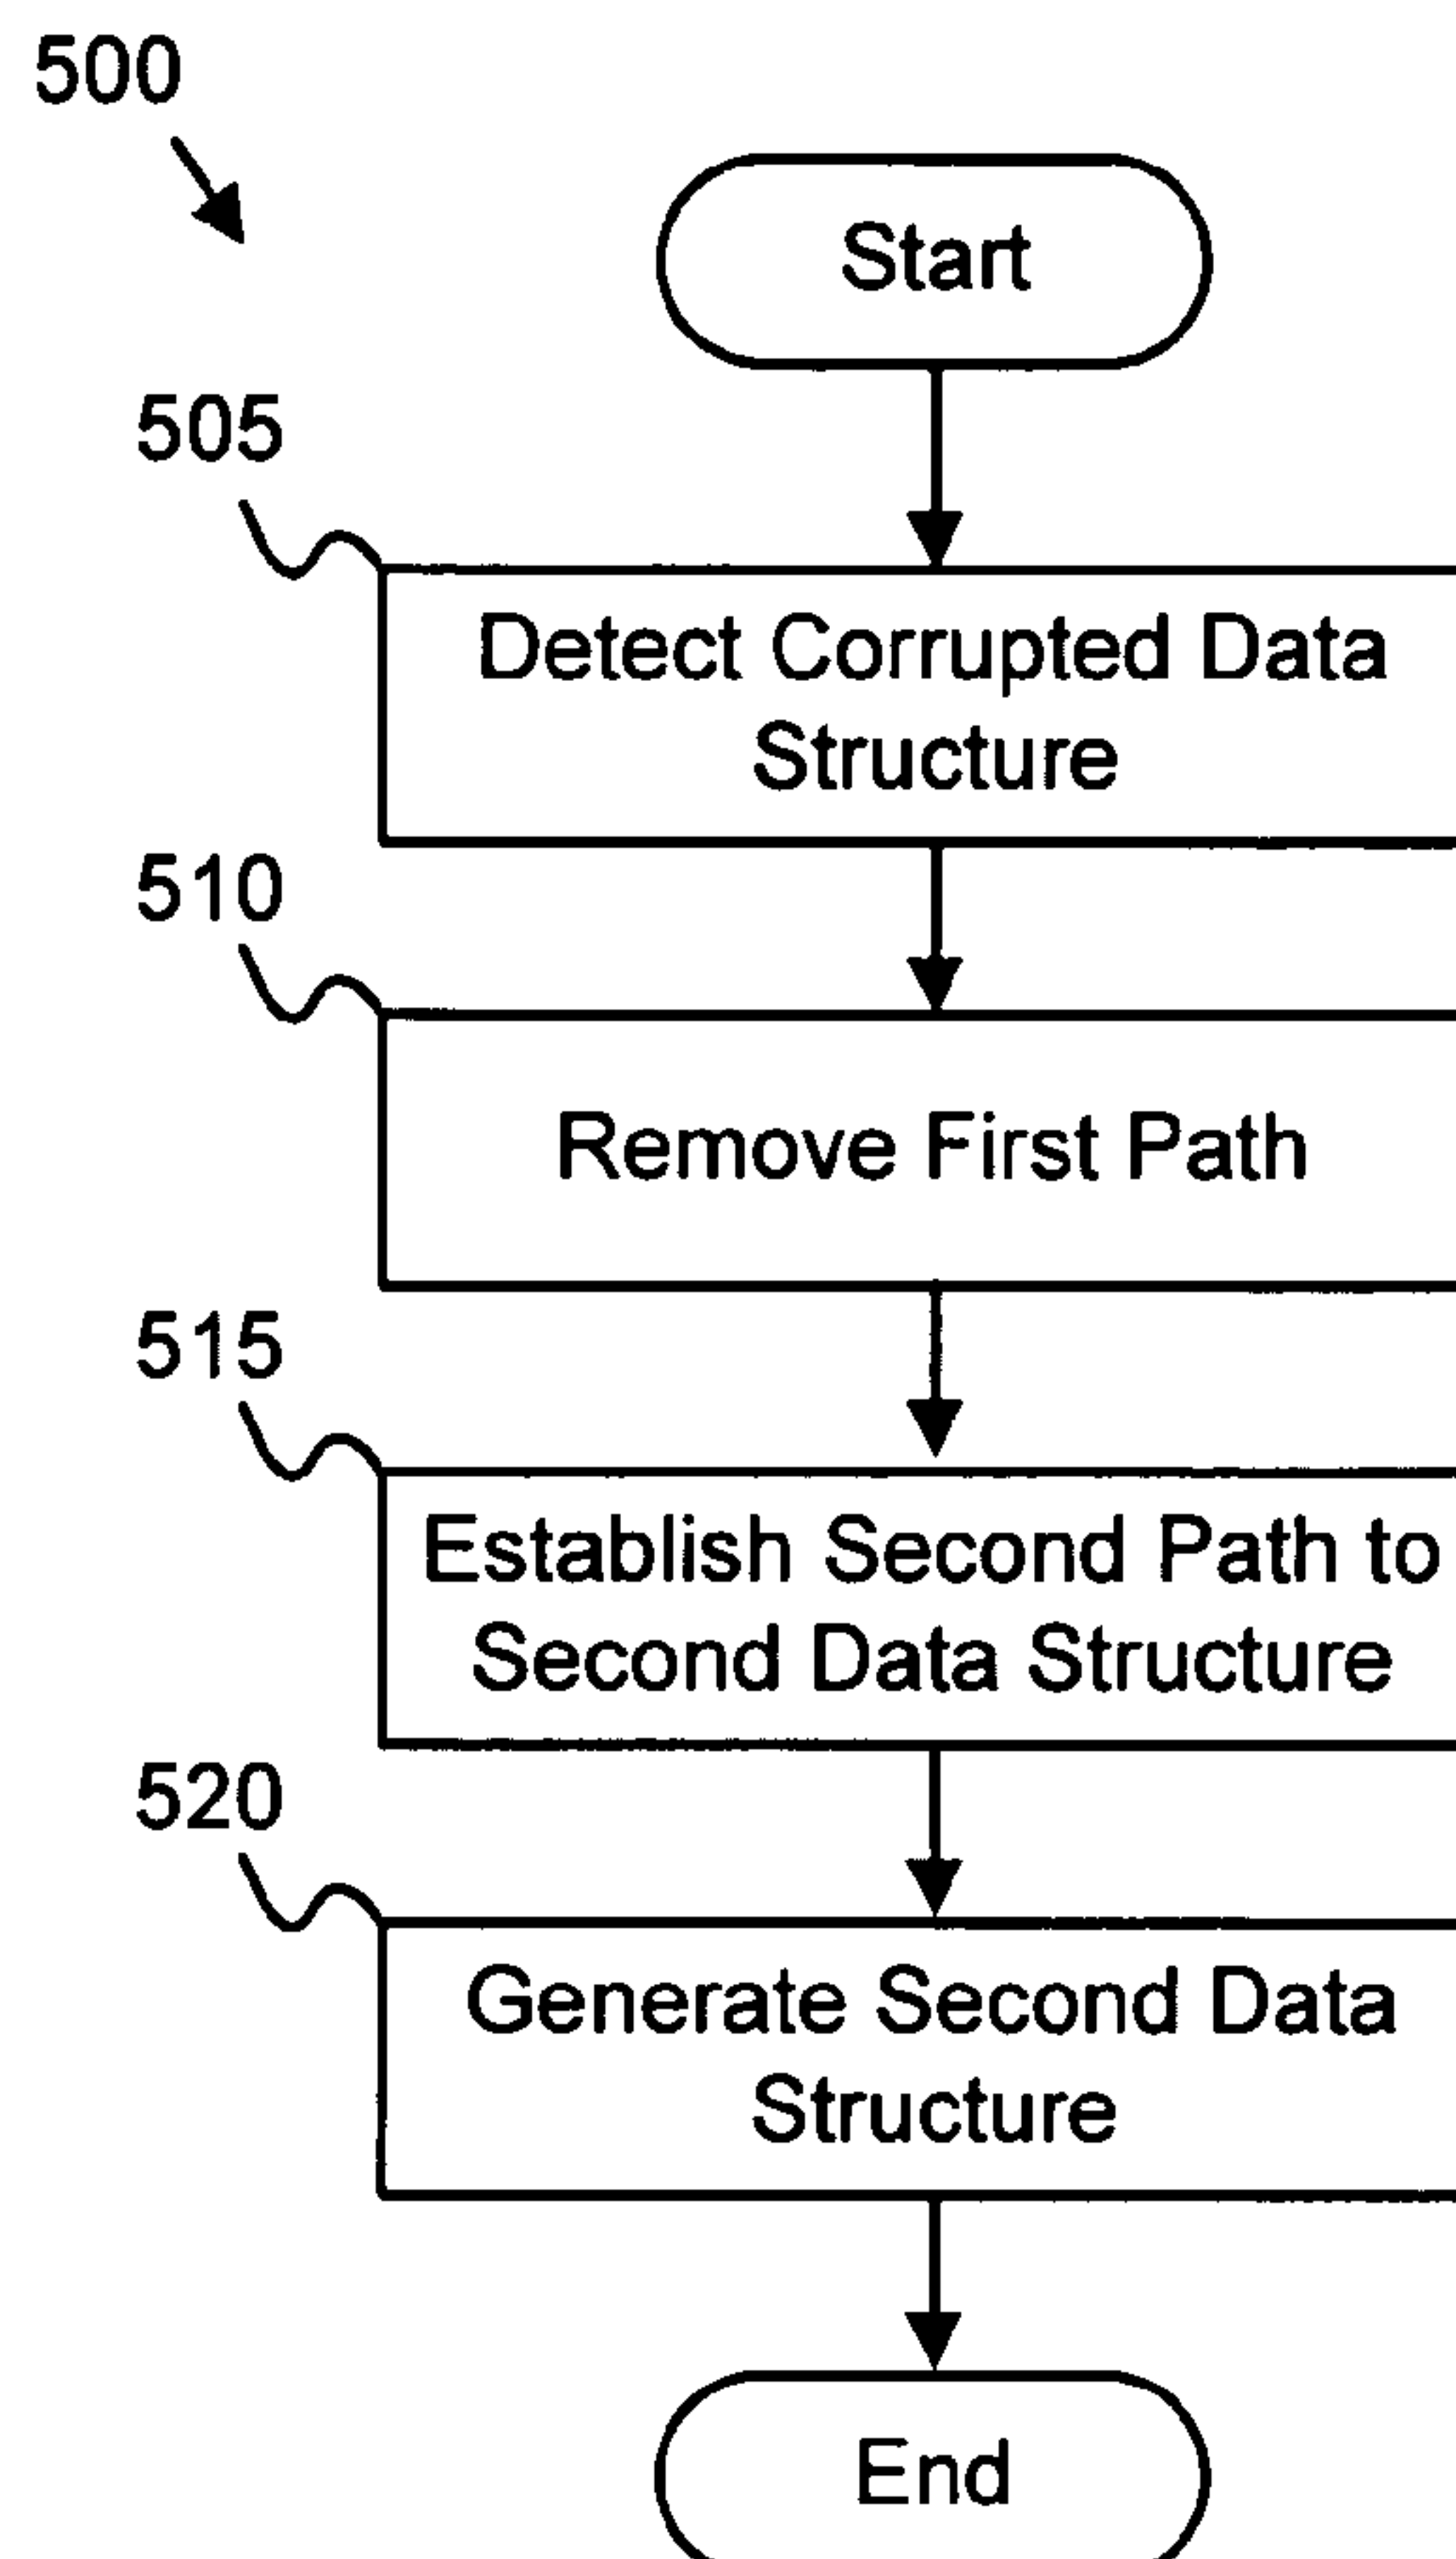 500
Start
505
Detect Corrupted Data
Structure
510
Remove First Path
515
Establish Second Path to
Second Data Structure
520
Generate Second Data
Structure
End